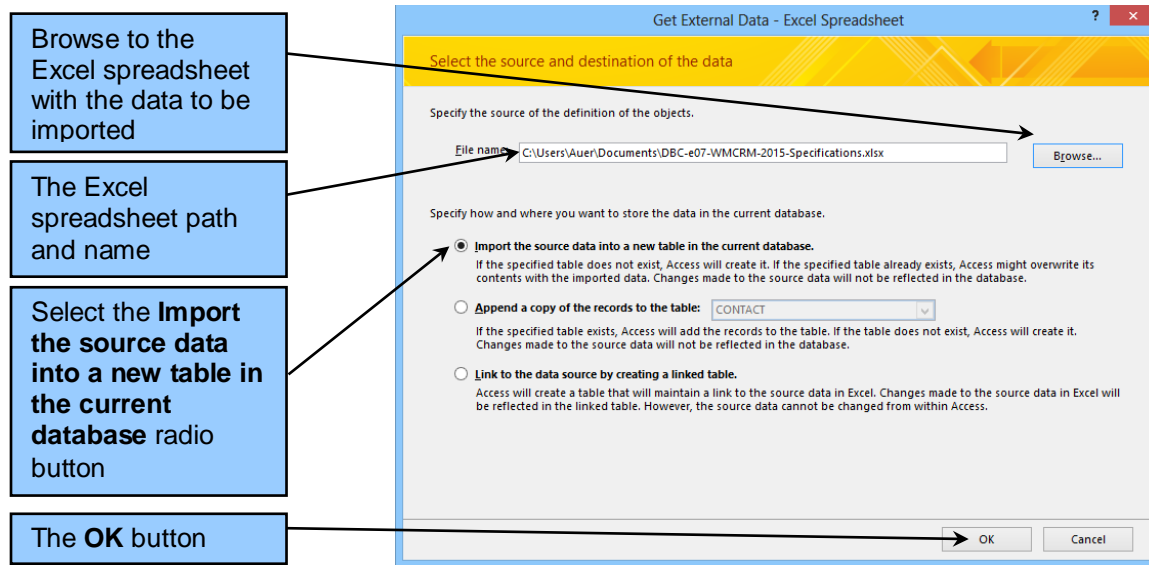 Browse to the
Excel spreadsheet
with the data to be
imported
The Excel
spreadsheet path
and name
Select the Import
the source data
into a new table in
the current
database radio
button
The OK button
Get External Data - Excel Spreadsheet
?
×
Select the source and destination of the data
Specify the source of the definition of the objects.
File name:
C:\Users\Auer\Documents\DBC-e07-WMCRM-2015-Specifications.xlsx
Browse...
Specify how and where you want to store the data in the current database.
Import the source data into a new table in the current database.
If the specified table does not exist, Access will create it. If the specified table already exists, Access might overwrite its
contents with the imported data. Changes made to the source data will not be reflected in the database.
Append a copy of the records to the table: CONTACT
If the specified table exists, Access will add the records to the table. If the table does not exist, Access will create it.
Changes made to the source data will not be reflected in the database.
Link to the data source by creating a linked table.
Access will create a table that will maintain a link to the source data in Excel. Changes made to the source data in Excel will
be reflected in the linked table. However, the source data cannot be changed from within Access.
OK
Cancel